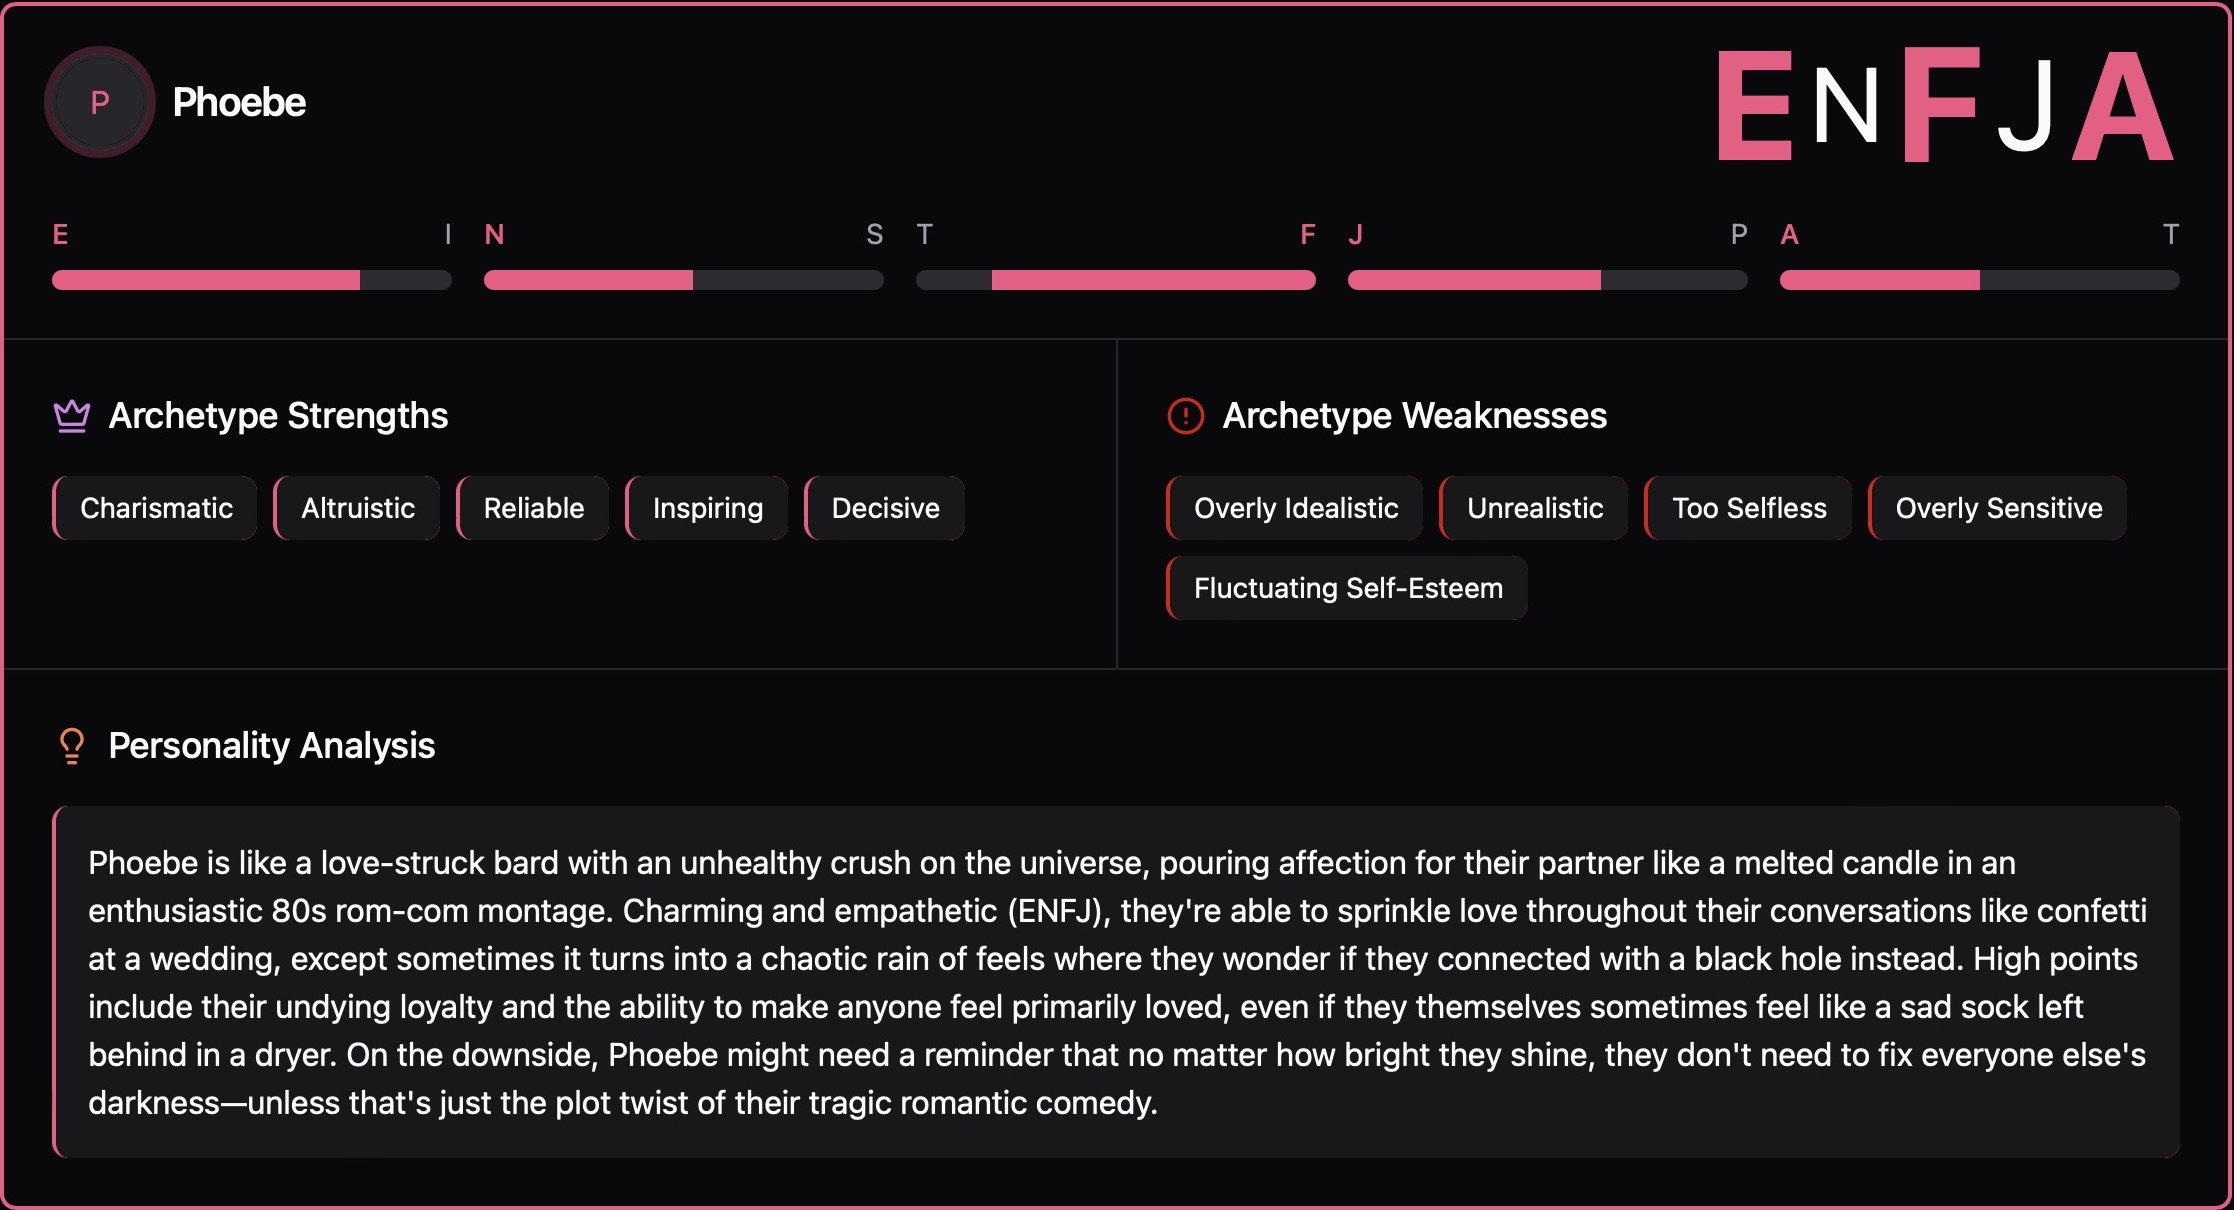 P
Phoebe
ENFJA
E I N S T F J P A T
Archetype Strengths
Charismatic Altruistic Reliable Inspiring Decisive
Archetype Weaknesses
Overly Idealistic Unrealistic Too Selfless Overly Sensitive
Fluctuating Self-Esteem
Personality Analysis
Phoebe is like a love-struck bard with an unhealthy crush on the universe, pouring affection for their partner like a melted candle in an
enthusiastic 80s rom-com montage. Charming and empathetic (ENFJ), they're able to sprinkle love throughout their conversations like confetti
at a wedding, except sometimes it turns into a chaotic rain of feels where they wonder if they connected with a black hole instead. High points
include their undying loyalty and the ability to make anyone feel primarily loved, even if they themselves sometimes feel like a sad sock left
behind in a dryer. On the downside, Phoebe might need a reminder that no matter how bright they shine, they don't need to fix everyone else's
darkness—unless that's just the plot twist of their tragic romantic comedy.